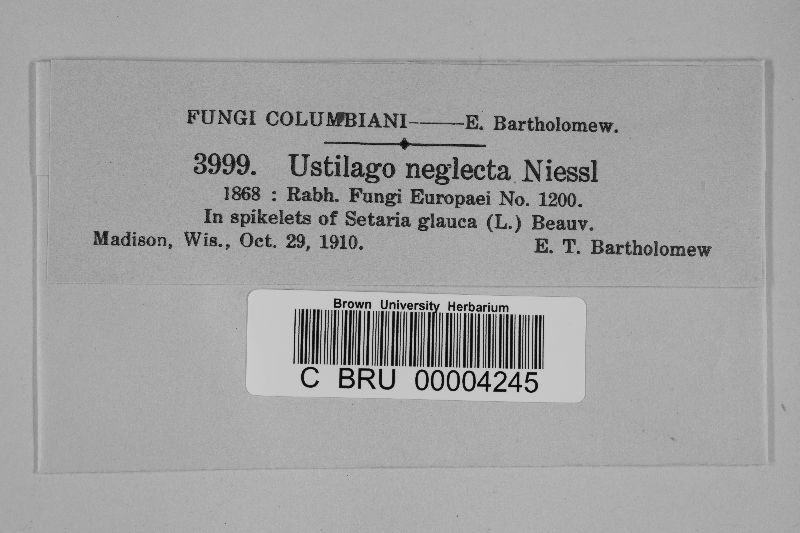 FUNGI COLUMBIANI——E. Bartholomew.
3999. Ustilago neglecta Niessl
1868 : Rabh. Fungi Europaei No. 1200.
In spikelets of Setaria glauca (L.) Beauv.
Madison, Wis., Oct. 29, 1910. E. T. Bartholomew
Brown University Herbarium
C BRU 00004245